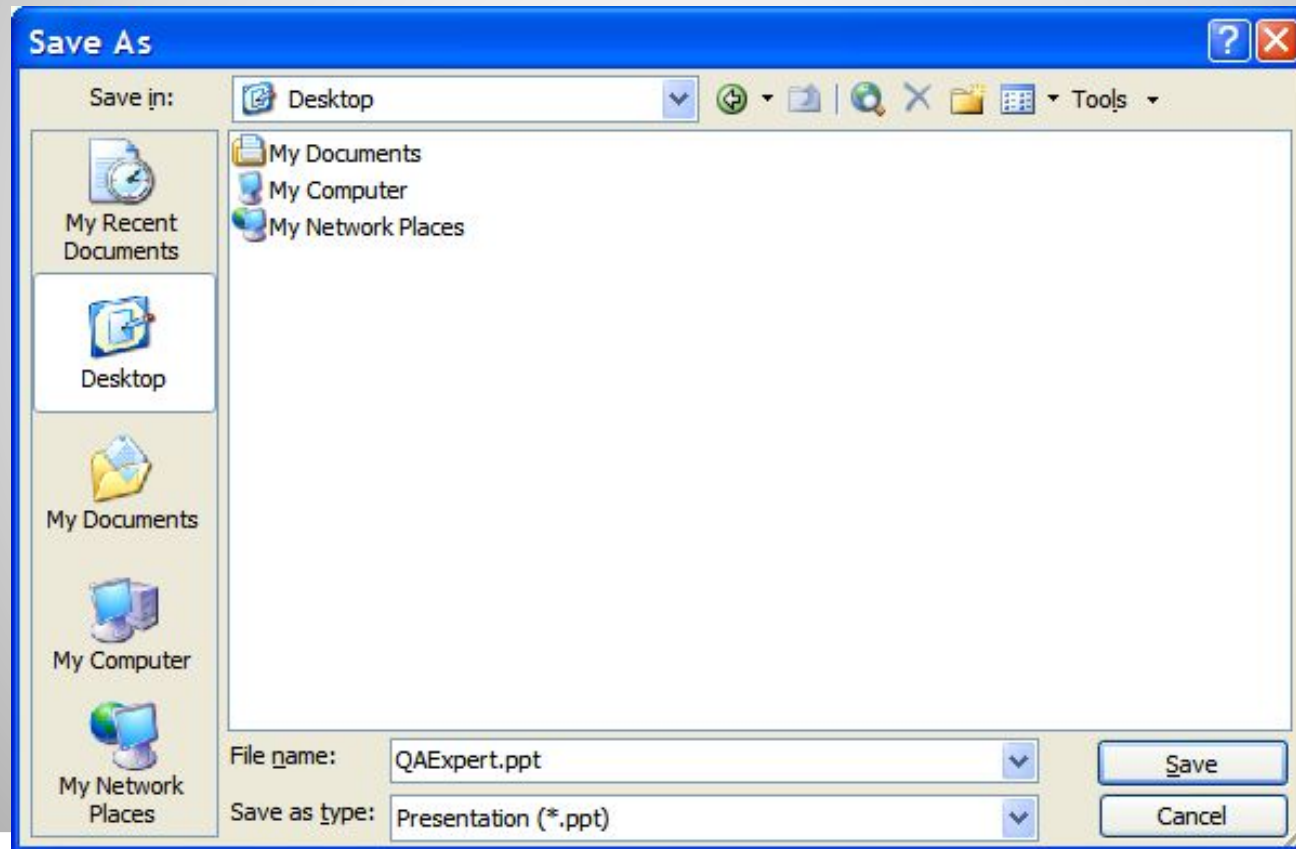 Save As
Save in:
Desktop
Tools
My Recent
Documents
Desktop
My Documents
My Computer
My Network
Places
My Documents
My Computer
My Network Places
File name:
QAExpert.ppt
Save
Save as type:
Presentation (*.ppt)
Cancel